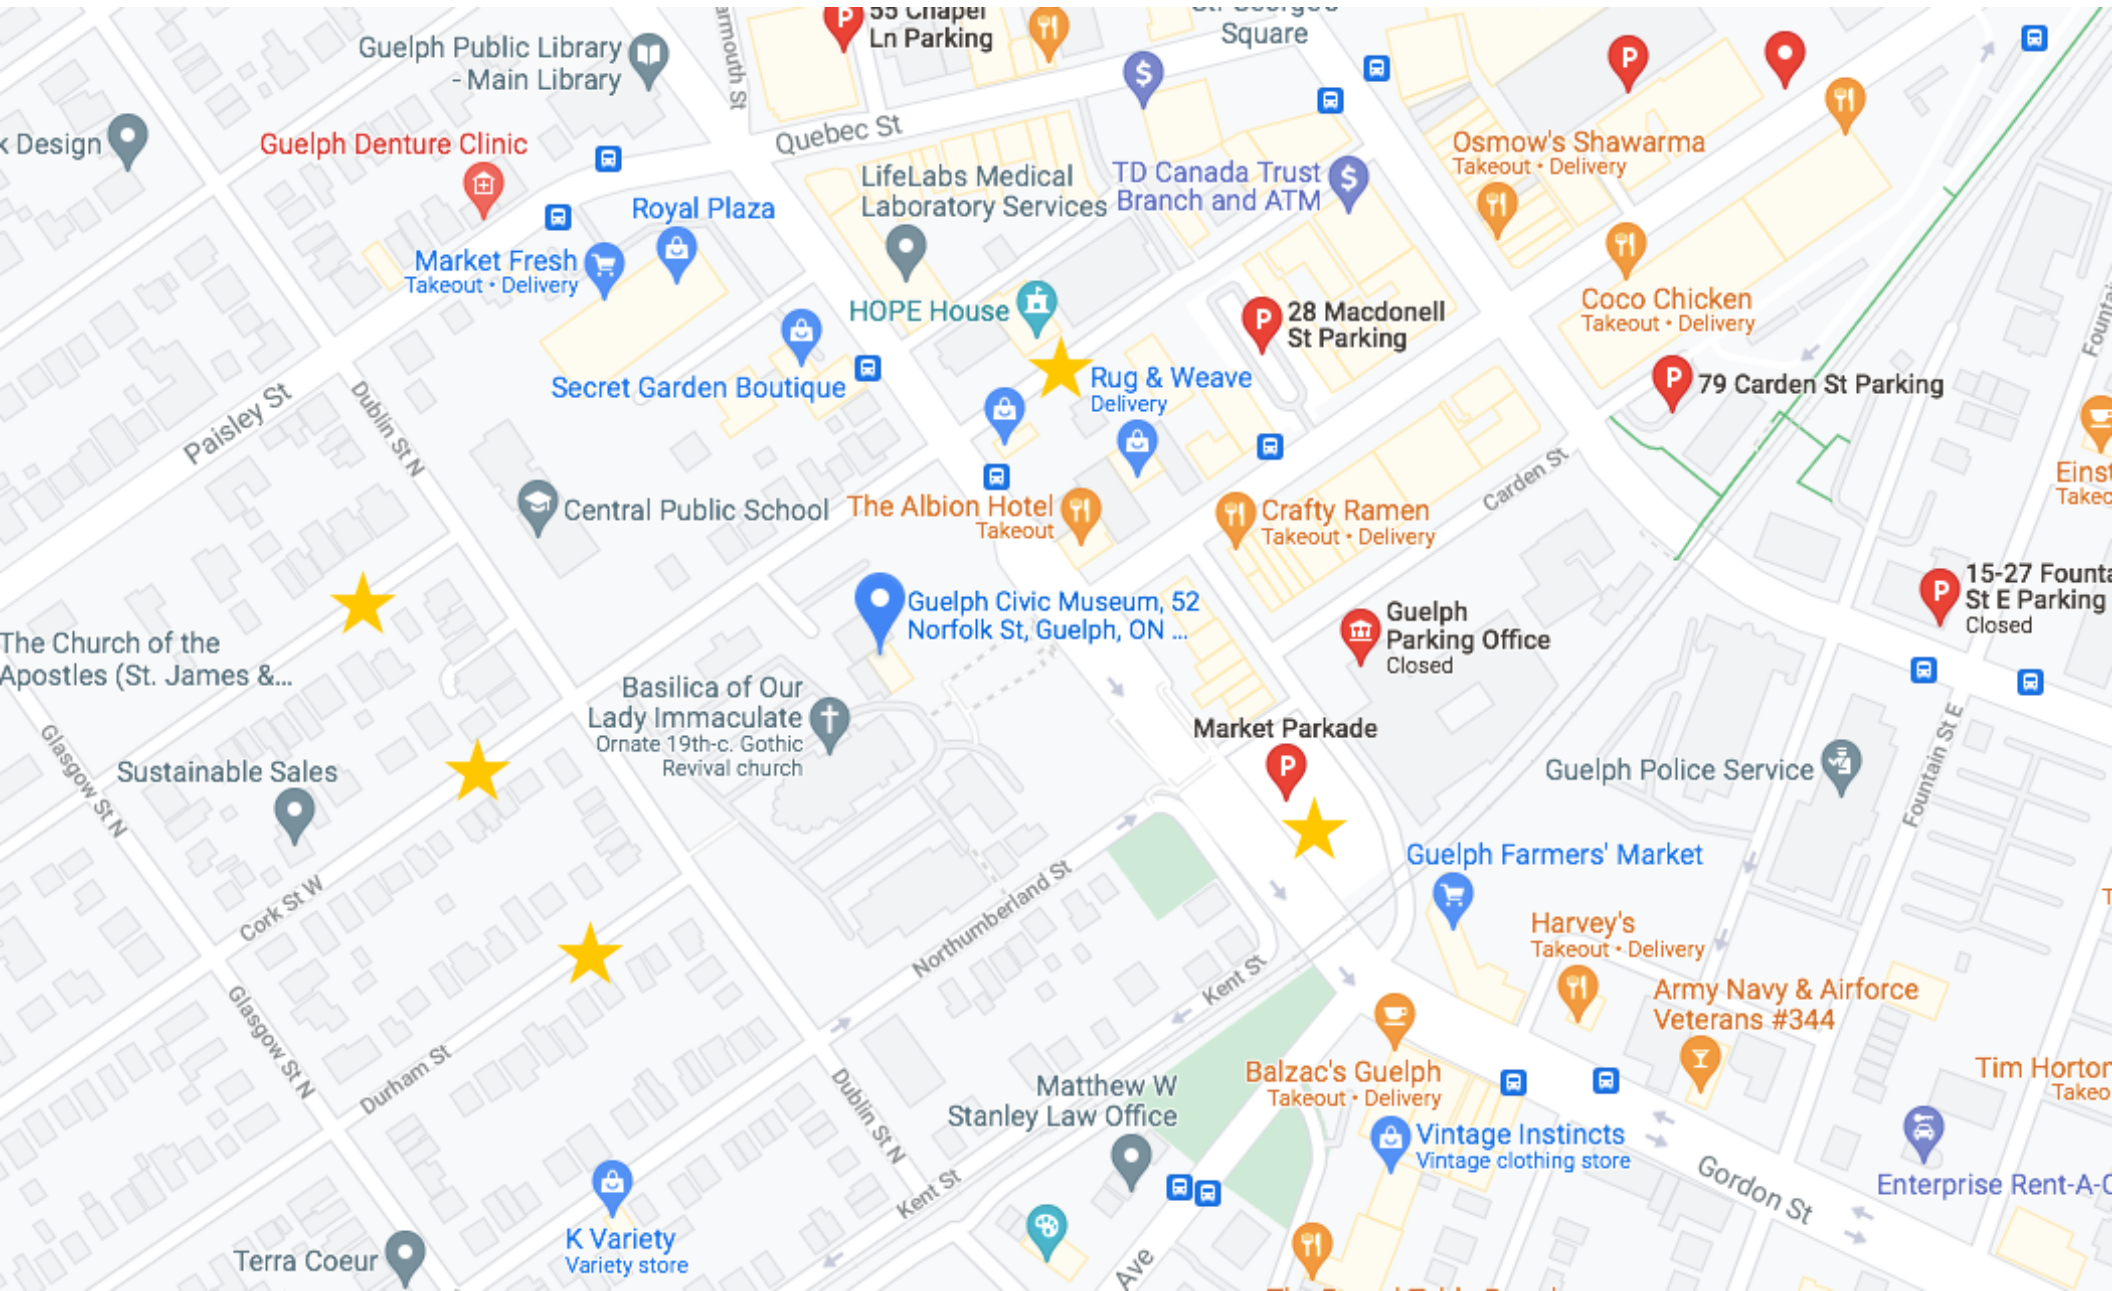 55 Chapel
Ln Parking
Square
Guelph Public Library
- Main Library
Design
Guelph Denture Clinic
Quebec St
LifeLabs Medical
Laboratory Services
TD Canada Trust
Branch and ATM
Osmow's Shawarma
Takeout • Delivery
Royal Plaza
Market Fresh
Takeout • Delivery
HOPE House
28 Macdonell
St Parking
Coco Chicken
Takeout • Delivery
Secret Garden Boutique
Rug & Weave
Delivery
79 Carden St Parking
Paisley St
Dublin St N
Carden St
Central Public School
The Albion Hotel
Takeout
Crafty Ramen
Takeout • Delivery
Guelph Civic Museum, 52
Norfolk St, Guelph, ON ...
Guelph
Parking Office
Closed
15-27 Founta
St E Parking
Closed
The Church of the
Apostles (St. James &...
Basilica of Our
Lady Immaculate
Ornate 19th-c. Gothic
Revival church
Market Parkade
Glasgow St N
Sustainable Sales
Guelph Police Service
Fountain St E
Guelph Farmers' Market
Cork St W
Northumberland St
Harvey's
Takeout • Delivery
Kent St
Army Navy & Airforce
Veterans #344
Glasgow St N
Durham St
Dublin St N
Matthew W
Stanley Law Office
Balzac's Guelph
Takeout • Delivery
Tim Horton
Takeo
Vintage Instincts
Vintage clothing store
Gordon St
Enterprise Rent-A-C
Kent St
K Variety
Variety store
Terra Coeur
Ave